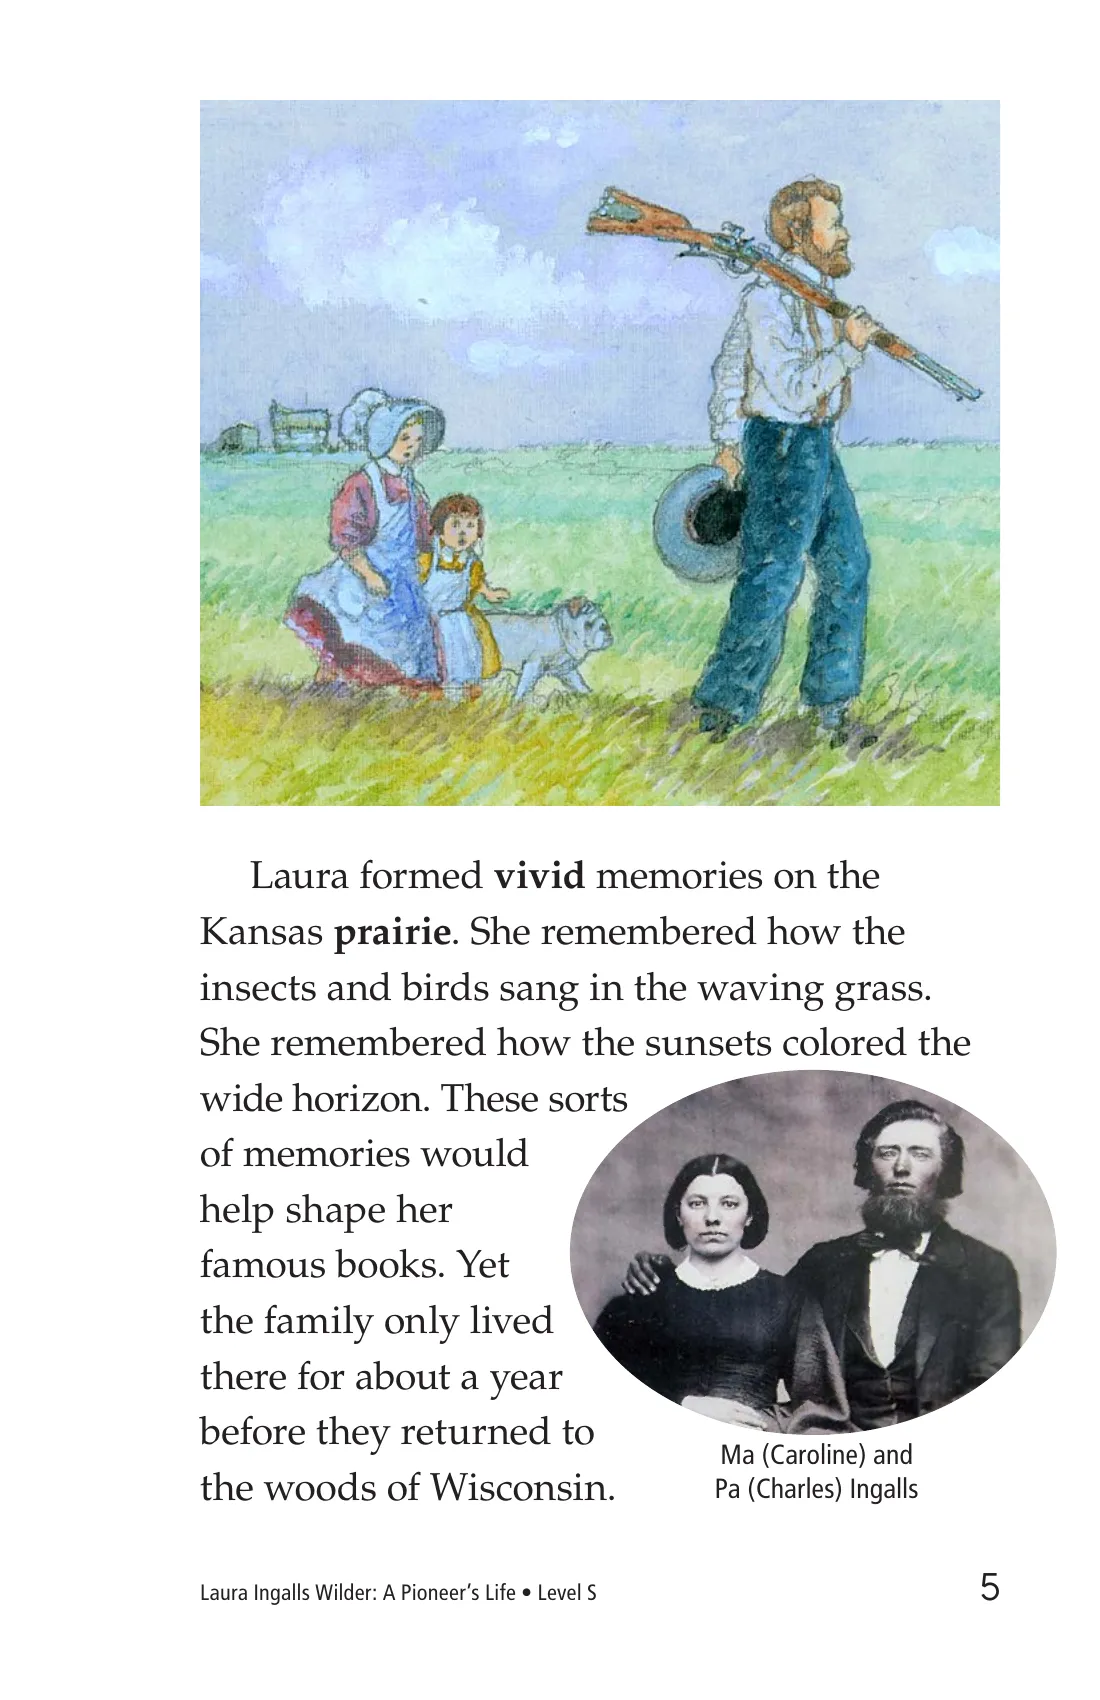 Laura formed vivid memories on the
Kansas prairie. She remembered how the
insects and birds sang in the waving grass.
She remembered how the sunsets colored the
wide horizon. These sorts
of memories would
help shape her
famous books. Yet
the family only lived
there for about a year
before they returned to
the woods of Wisconsin.
Ma (Caroline) and
Pa (Charles) Ingalls
Laura Ingalls Wilder: A Pioneer’s Life • Level S
5